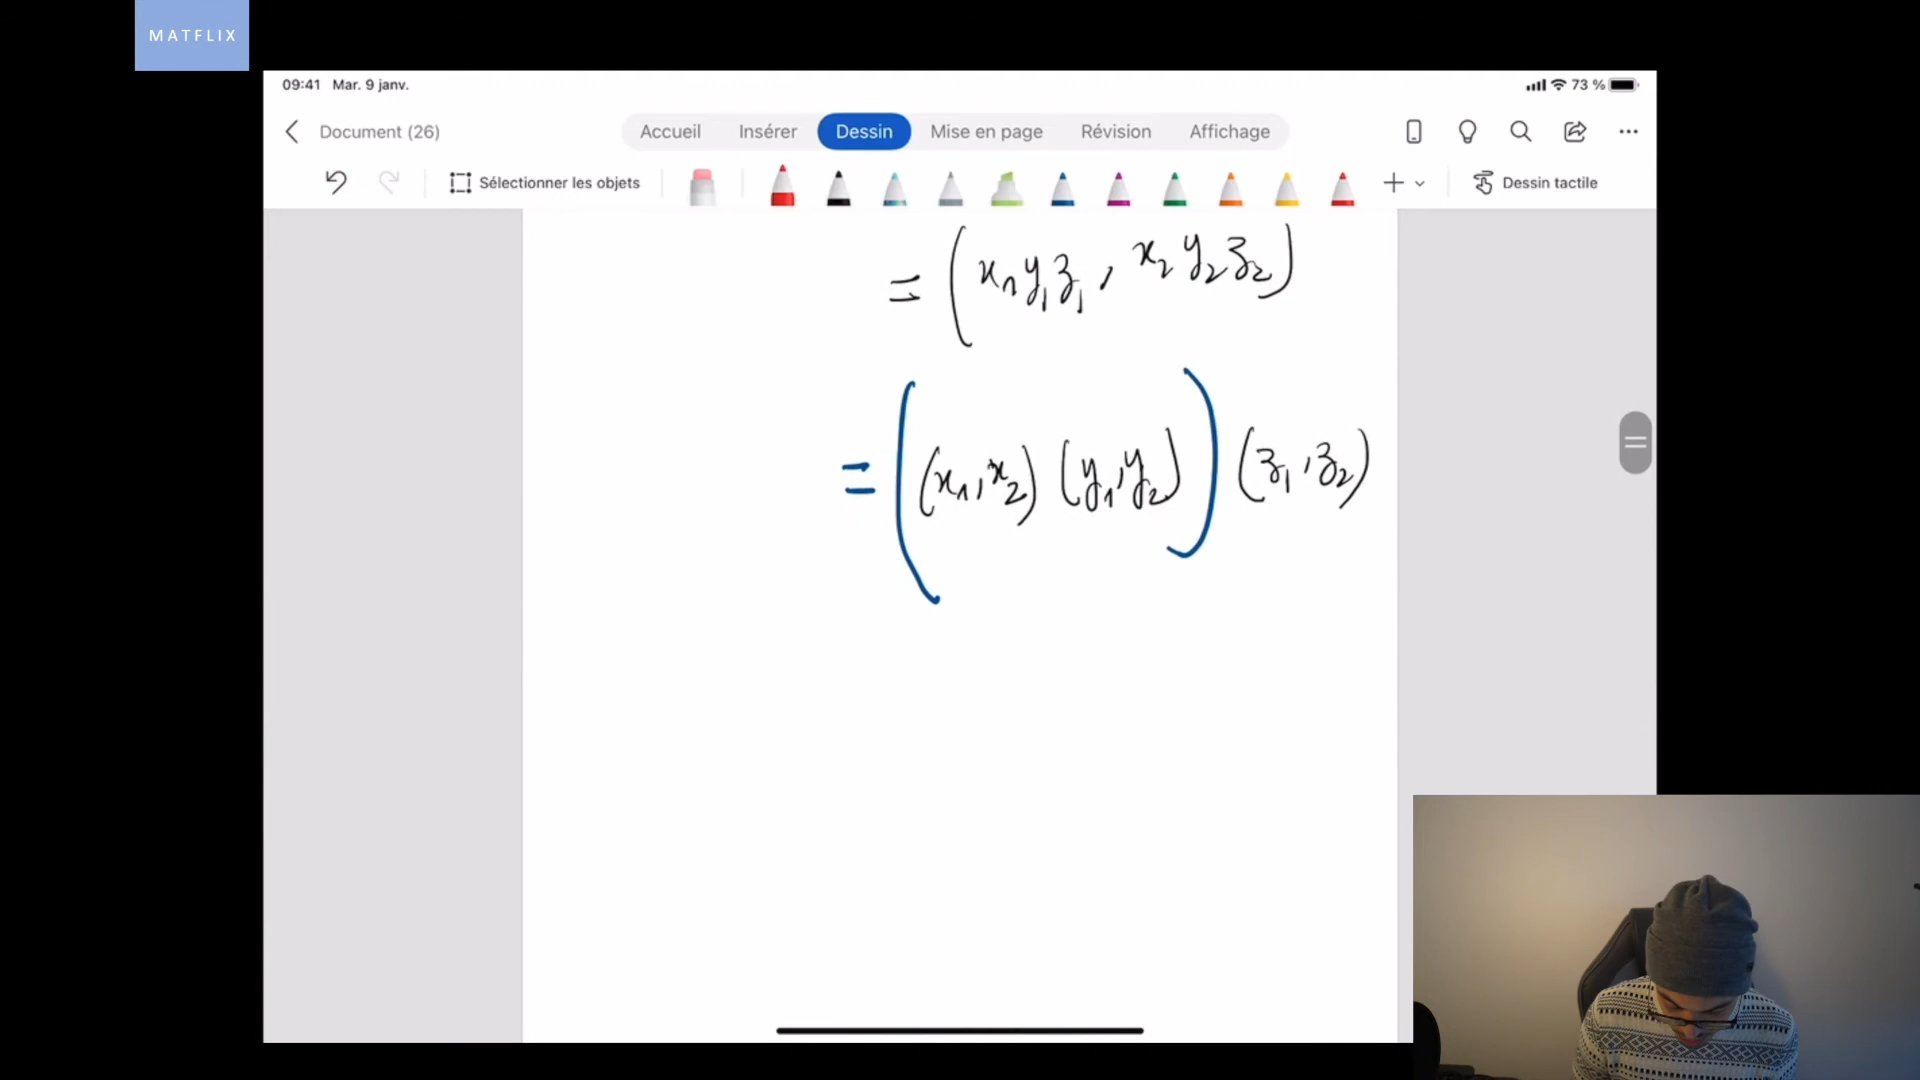 MATFLIX
09:41 Mar. 9 janv. 73 %
Document (26) Accueil Insérer Dessin Mise en page Révision Affichage
Sélectionner les objets Dessin tactile
= (x₁y₁z₁, x₂y₂z₂)
= ((x₁,x₂)(y₁,y₂))(z₁,z₂)